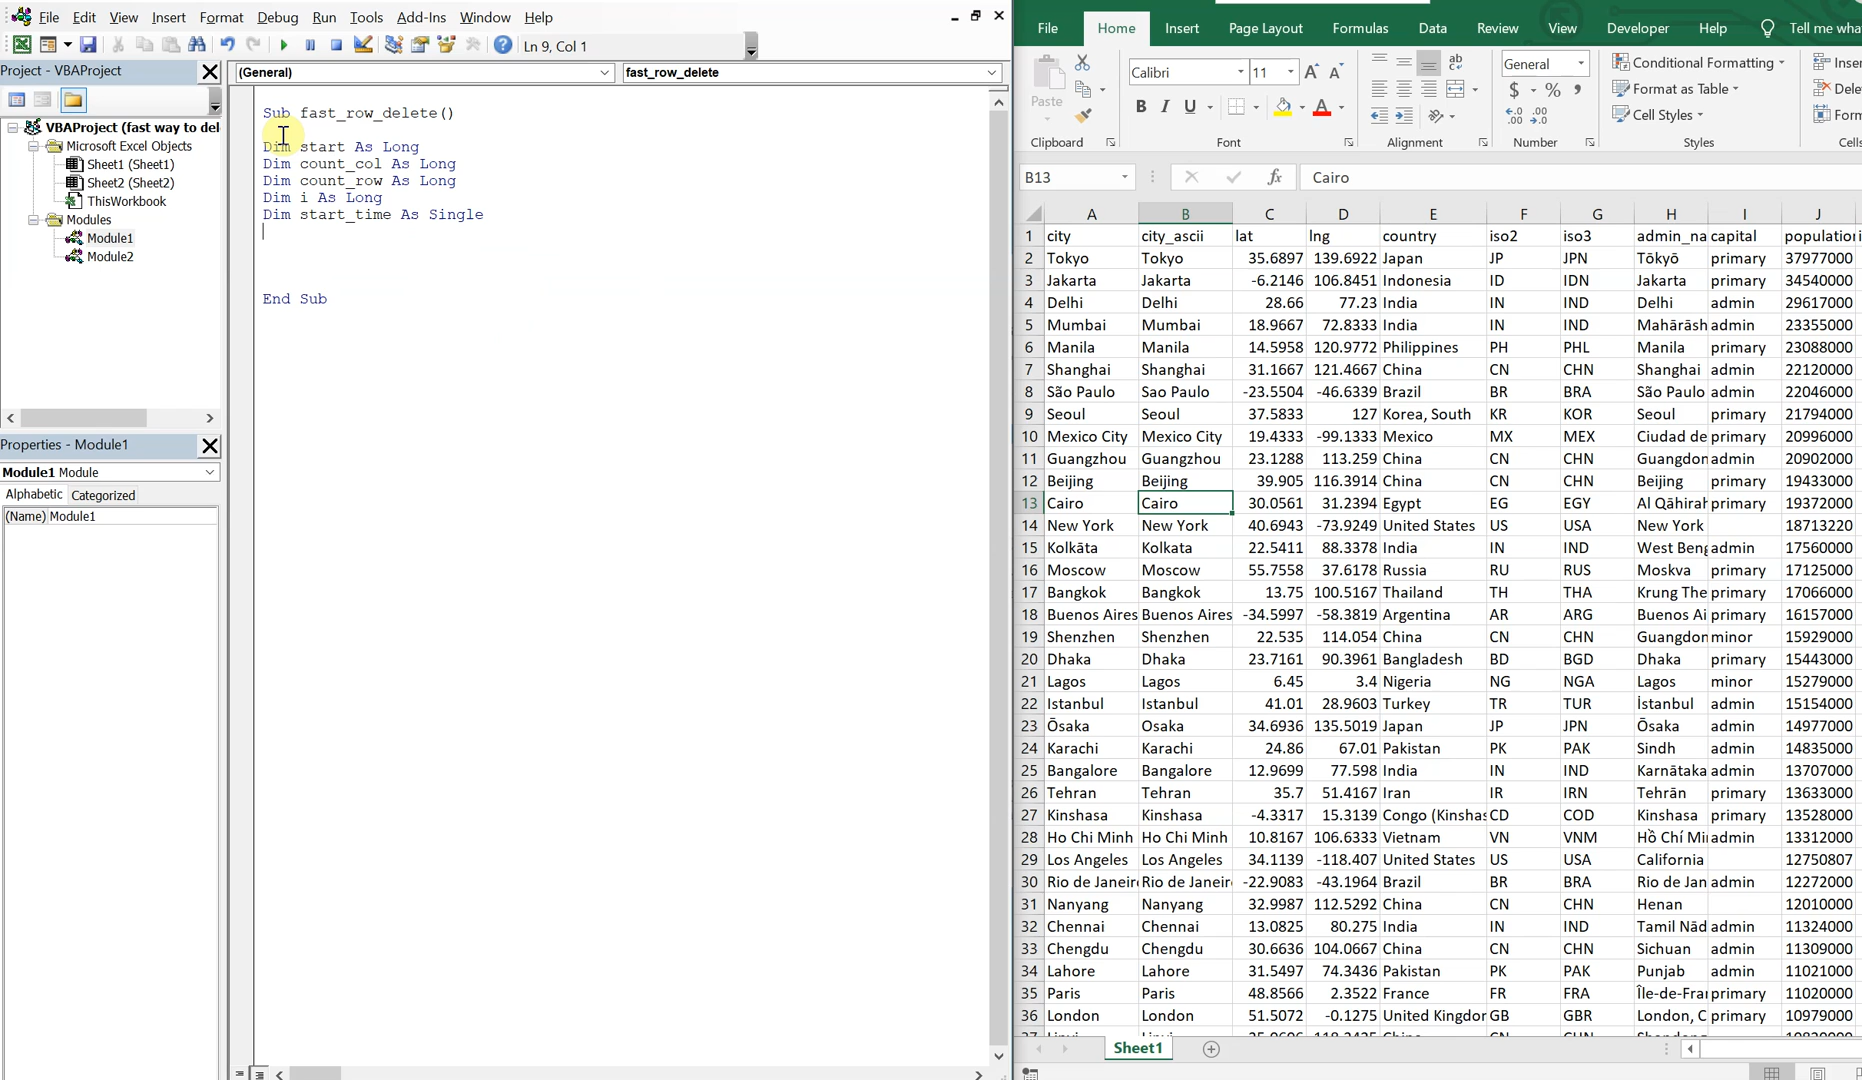 File Edit View Insert Format Debug Run Tools Add-Ins Window Help
Ln 9, Col 1
Project - VBAProject
VBAProject (fast way to del
Microsoft Excel Objects
Sheet1 (Sheet1)
Sheet2 (Sheet2)
ThisWorkbook
Modules
Module1
Module2
Properties - Module1
Module1 Module
Alphabetic Categorized
(Name) Module1
(General) fast_row_delete
Sub fast_row_delete()
Dim start As Long
Dim count_col As Long
Dim count_row As Long
Dim i As Long
Dim start_time As Single
End Sub
File Home Insert Page Layout Formulas Data Review View Developer Help Tell me wha
Paste
Calibri 11
B I U
General
$ % ,
Conditional Formatting
Format as Table
Cell Styles
Inser
Dele
Form
Clipboard Font Alignment Number Styles Cells
B13 fx Cairo
A B C D E F G H I J
1 city city_ascii lat lng country iso2 iso3 admin_na capital population
2 Tokyo Tokyo 35.6897 139.6922 Japan JP JPN Tōkyō primary 37977000
3 Jakarta Jakarta -6.2146 106.8451 Indonesia ID IDN Jakarta primary 34540000
4 Delhi Delhi 28.66 77.23 India IN IND Delhi admin 29617000
5 Mumbai Mumbai 18.9667 72.8333 India IN IND Mahārāsh admin 23355000
6 Manila Manila 14.5958 120.9772 Philippines PH PHL Manila primary 23088000
7 Shanghai Shanghai 31.1667 121.4667 China CN CHN Shanghai admin 22120000
8 São Paulo Sao Paulo -23.5504 -46.6339 Brazil BR BRA São Paulo admin 22046000
9 Seoul Seoul 37.5833 127 Korea, South KR KOR Seoul primary 21794000
10 Mexico City Mexico City 19.4333 -99.1333 Mexico MX MEX Ciudad de primary 20996000
11 Guangzhou Guangzhou 23.1288 113.259 China CN CHN Guangdon admin 20902000
12 Beijing Beijing 39.905 116.3914 China CN CHN Beijing primary 19433000
13 Cairo Cairo 30.0561 31.2394 Egypt EG EGY Al Qāhirah primary 19372000
14 New York New York 40.6943 -73.9249 United States US USA New York 18713220
15 Kolkāta Kolkata 22.5411 88.3378 India IN IND West Beng admin 17560000
16 Moscow Moscow 55.7558 37.6178 Russia RU RUS Moskva primary 17125000
17 Bangkok Bangkok 13.75 100.5167 Thailand TH THA Krung The primary 17066000
18 Buenos Aires Buenos Aires -34.5997 -58.3819 Argentina AR ARG Buenos Ai primary 16157000
19 Shenzhen Shenzhen 22.535 114.054 China CN CHN Guangdon minor 15929000
20 Dhaka Dhaka 23.7161 90.3961 Bangladesh BD BGD Dhaka primary 15443000
21 Lagos Lagos 6.45 3.4 Nigeria NG NGA Lagos minor 15279000
22 Istanbul Istanbul 41.01 28.9603 Turkey TR TUR İstanbul admin 15154000
23 Ōsaka Osaka 34.6936 135.5019 Japan JP JPN Ōsaka admin 14977000
24 Karachi Karachi 24.86 67.01 Pakistan PK PAK Sindh admin 14835000
25 Bangalore Bangalore 12.9699 77.598 India IN IND Karnātaka admin 13707000
26 Tehran Tehran 35.7 51.4167 Iran IR IRN Tehrān primary 13633000
27 Kinshasa Kinshasa -4.3317 15.3139 Congo (Kinshas CD COD Kinshasa primary 13528000
28 Ho Chi Minh Ho Chi Minh 10.8167 106.6333 Vietnam VN VNM Hồ Chí Mi admin 13312000
29 Los Angeles Los Angeles 34.1139 -118.407 United States US USA California 12750807
30 Rio de Janeir Rio de Janeir -22.9083 -43.1964 Brazil BR BRA Rio de Jan admin 12272000
31 Nanyang Nanyang 32.9987 112.5292 China CN CHN Henan 12010000
32 Chennai Chennai 13.0825 80.275 India IN IND Tamil Nād admin 11324000
33 Chengdu Chengdu 30.6636 104.0667 China CN CHN Sichuan admin 11309000
34 Lahore Lahore 31.5497 74.3436 Pakistan PK PAK Punjab admin 11021000
35 Paris Paris 48.8566 2.3522 France FR FRA Île-de-Fra primary 11020000
36 London London 51.5072 -0.1275 United Kingdor GB GBR London, C primary 10979000
Sheet1